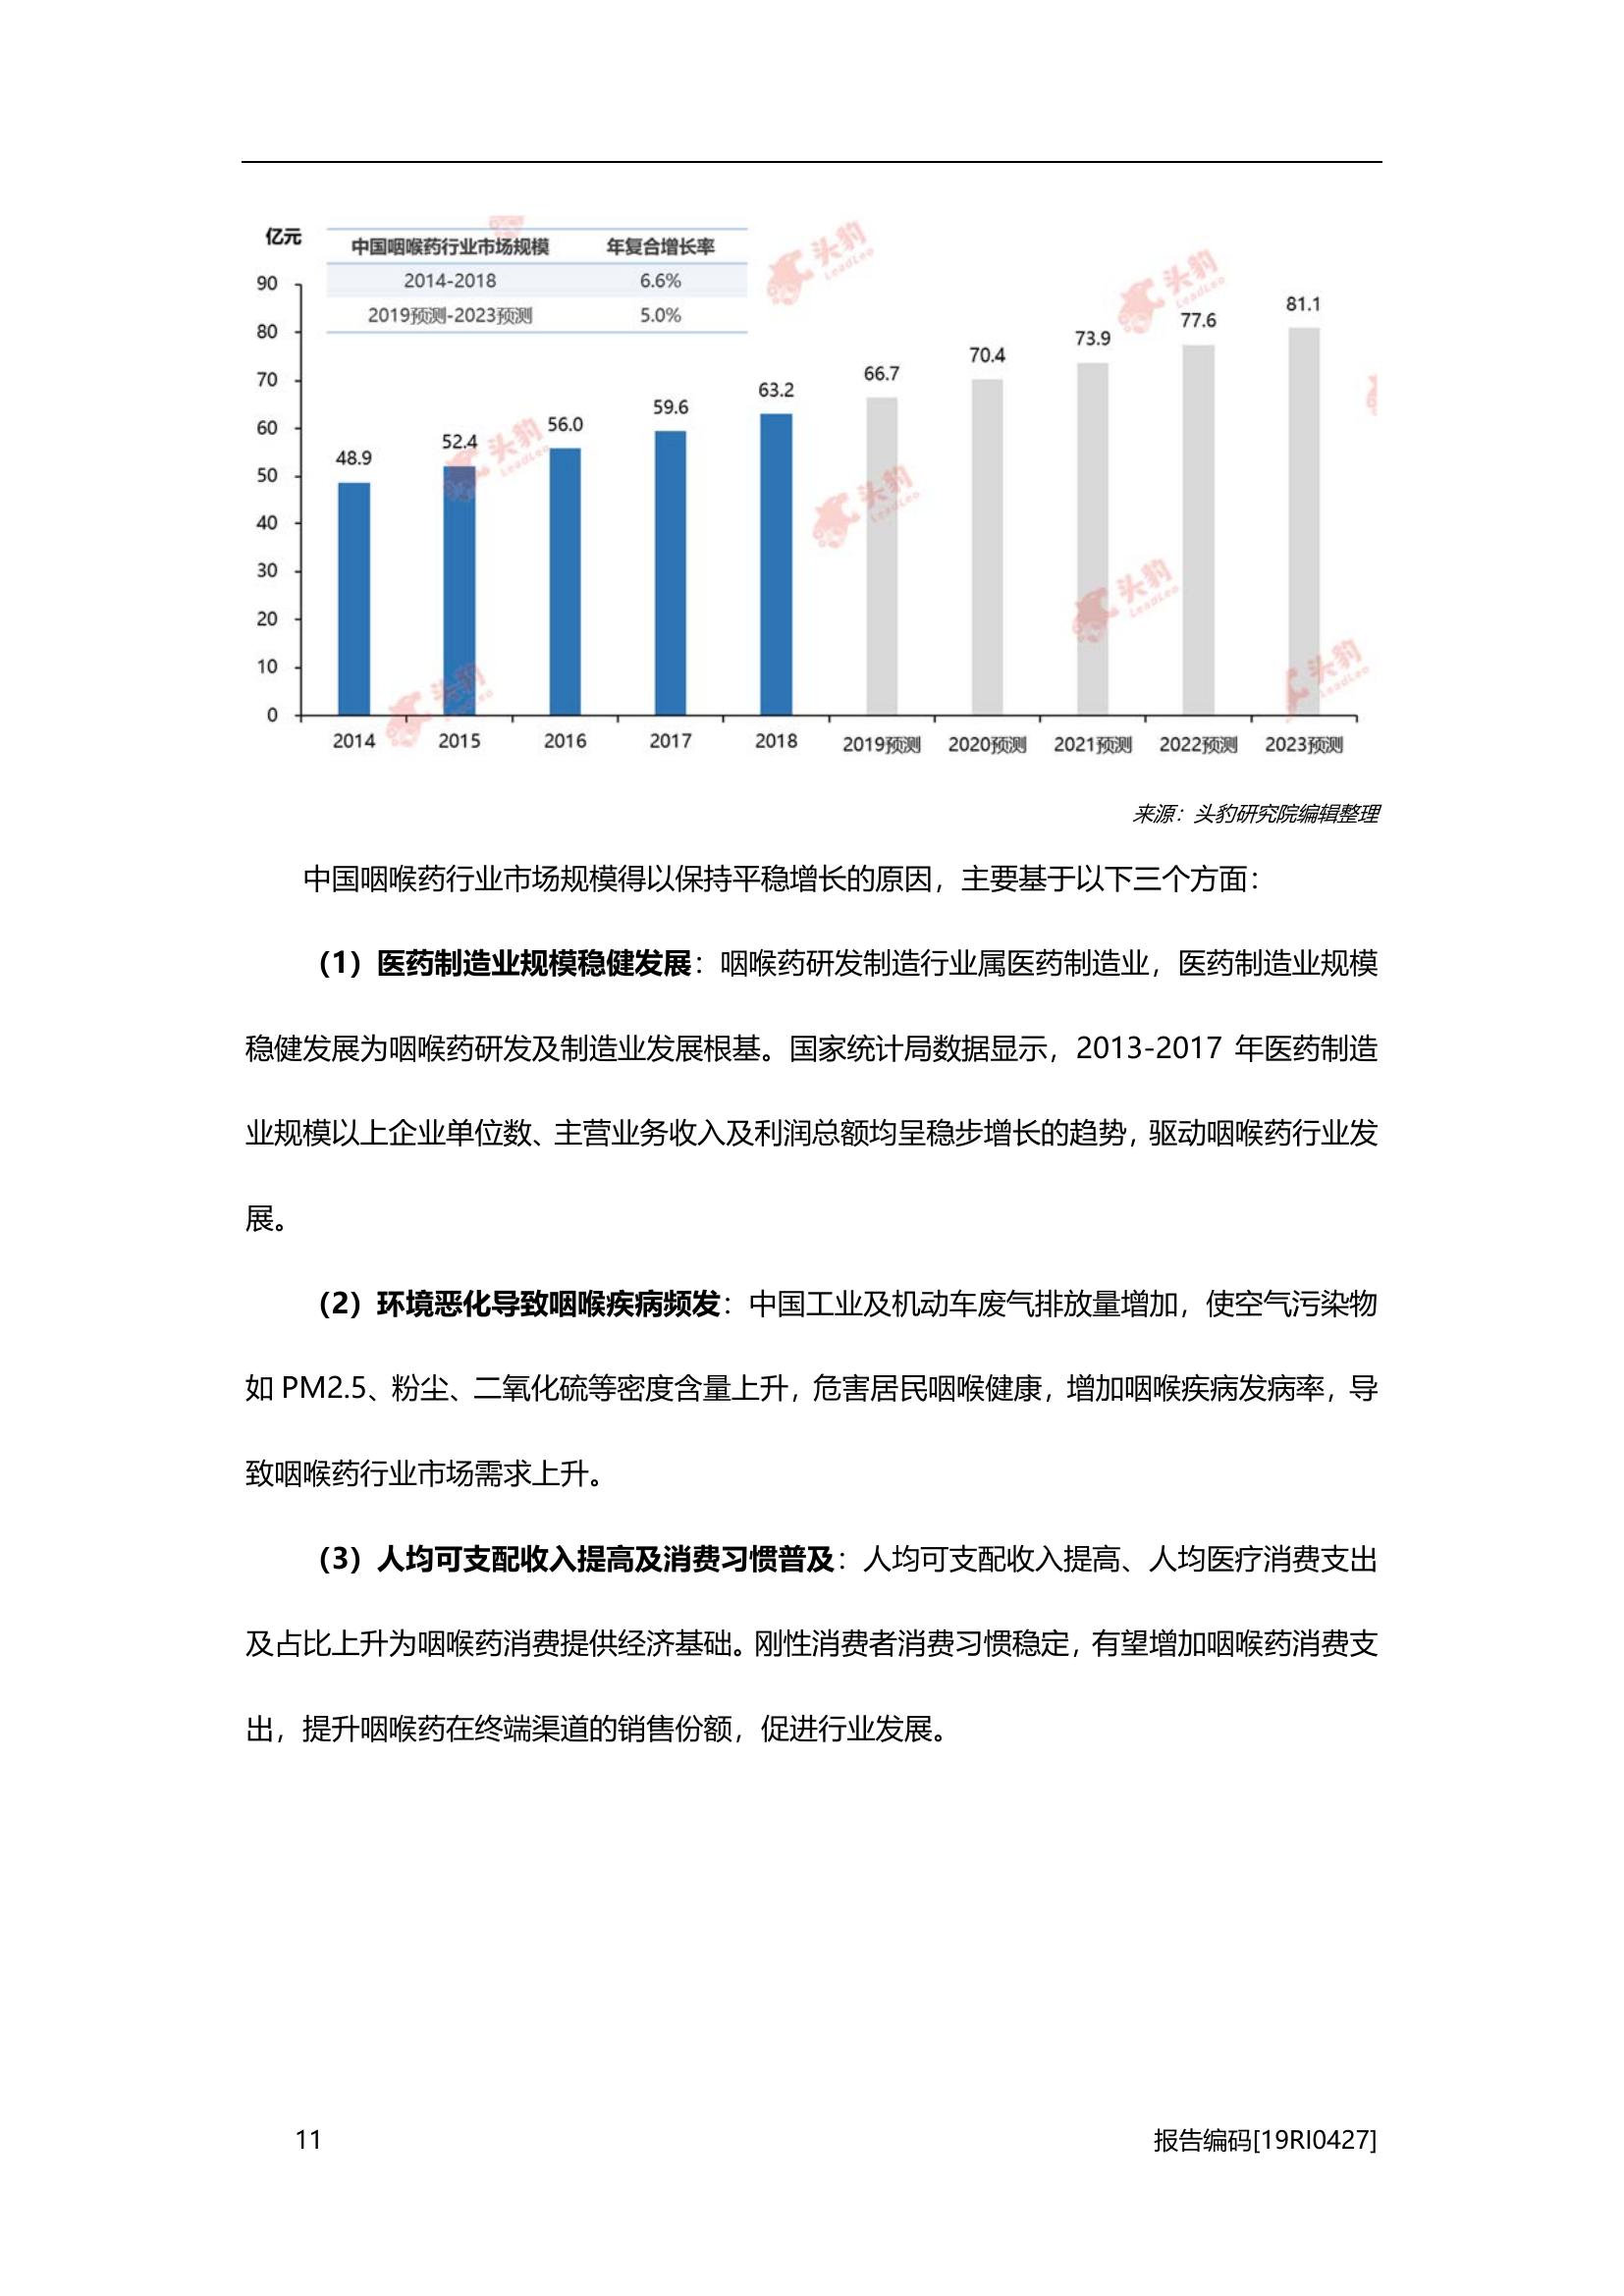 亿元
中国咽喉药行业市场规模 年复合增长率
2014-2018 6.6%
2019预测-2023预测 5.0%
90
80
70
60
50
40
30
20
10
0
48.9
52.4
56.0
59.6
63.2
66.7
70.4
73.9
77.6
81.1
2014 2015 2016 2017 2018 2019预测 2020预测 2021预测 2022预测 2023预测
头豹
LeadLeo
头豹
LeadLeo
头豹
LeadLeo
头豹
LeadLeo
头豹
LeadLeo
头豹
LeadLeo
头豹
LeadLeo
来源：头豹研究院编辑整理
中国咽喉药行业市场规模得以保持平稳增长的原因，主要基于以下三个方面：
（1）医药制造业规模稳健发展：咽喉药研发制造行业属医药制造业，医药制造业规模
稳健发展为咽喉药研发及制造业发展根基。国家统计局数据显示，2013-2017 年医药制造
业规模以上企业单位数、主营业务收入及利润总额均呈稳步增长的趋势，驱动咽喉药行业发
展。
（2）环境恶化导致咽喉疾病频发：中国工业及机动车废气排放量增加，使空气污染物
如 PM2.5、粉尘、二氧化硫等密度含量上升，危害居民咽喉健康，增加咽喉疾病发病率，导
致咽喉药行业市场需求上升。
（3）人均可支配收入提高及消费习惯普及：人均可支配收入提高、人均医疗消费支出
及占比上升为咽喉药消费提供经济基础。刚性消费者消费习惯稳定，有望增加咽喉药消费支
出，提升咽喉药在终端渠道的销售份额，促进行业发展。
11 报告编码[19RI0427]